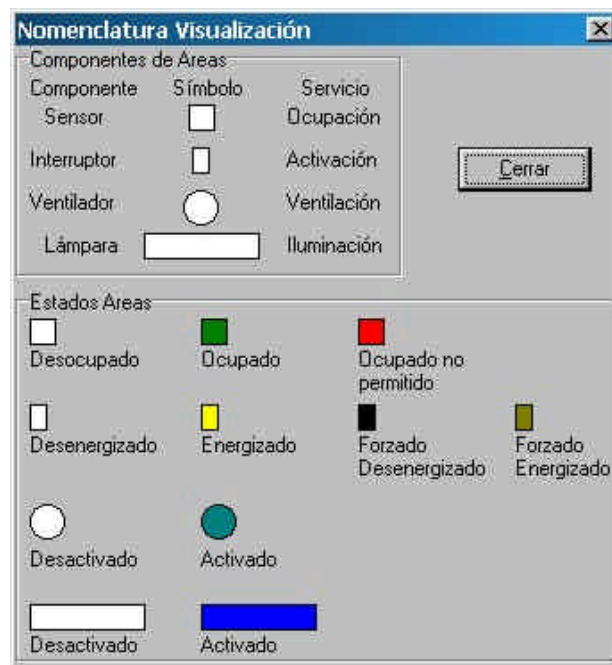 Nomenclatura Visualización
Componentes de Areas
Componente Símbolo Servicio
Sensor Ocupación
Interruptor Activación
Cerrar
Ventilador Ventilación
Lámpara Iluminación
Estados Areas
Desocupado Ocupado Ocupado no
permitido
Desenergizado Energizado Forzado Forzado
Desenergizado Energizado
Desactivado Activado
Desactivado Activado